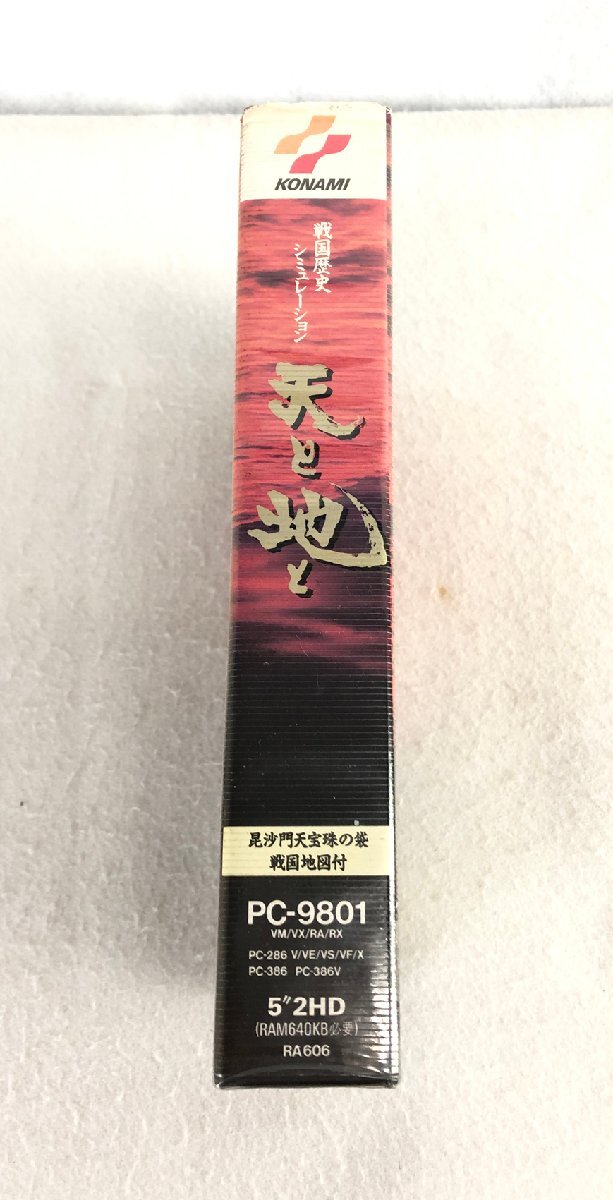 KONAMI
戦国歴史
シミュレーション
天と地と
毘沙門天宝珠の袋
戦国地図付
PC-9801
VM/VX/RA/RX
PC-286 V/VE/VS/VF/X
PC-386 PC-386V
5"2HD
(RAM640KB必要)
RA606